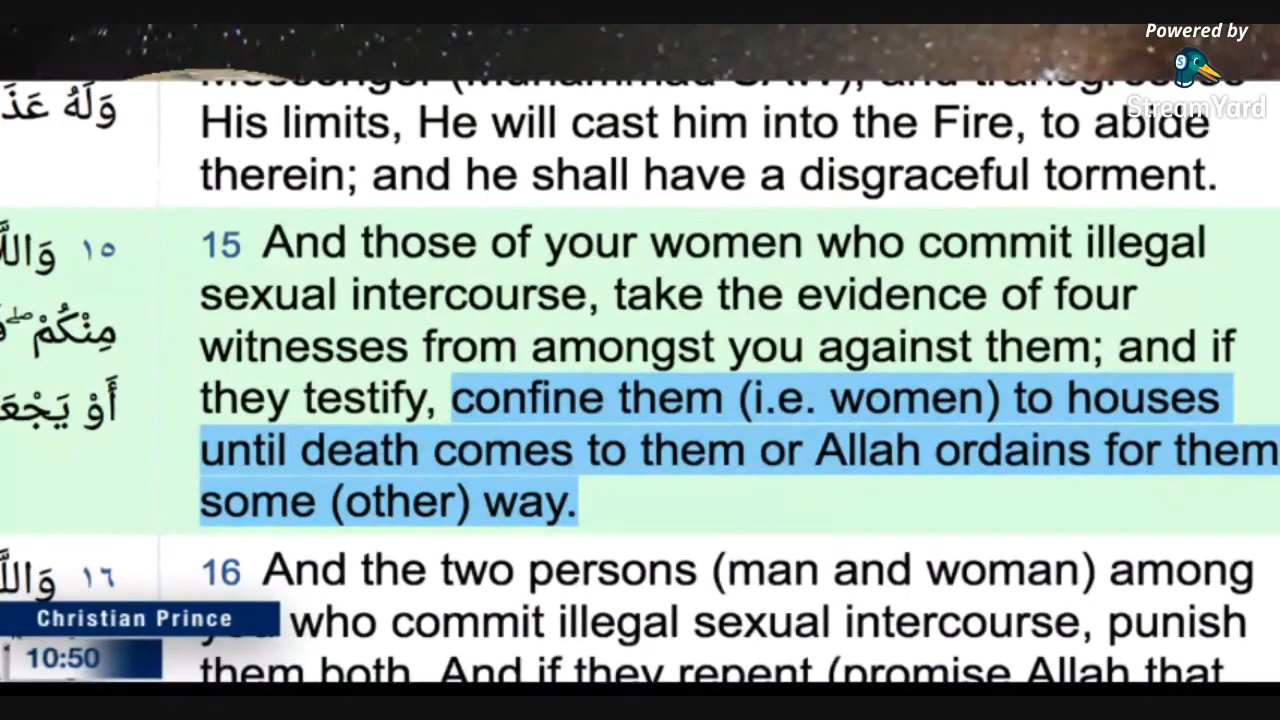 Powered by
StreamYard
وَلَهُ
His limits, He will cast him into the Fire, to abide
therein; and he shall have a disgraceful torment.
١٥
15 And those of your women who commit illegal
sexual intercourse, take the evidence of four
مِنْكُمْ ۖ
witnesses from amongst you against them; and if
أَوْ
they testify, confine them (i.e. women) to houses
until death comes to them or Allah ordains for them
some (other) way.
١٦
16 And the two persons (man and woman) among
Christian Prince
you who commit illegal sexual intercourse, punish
10:50
them both. And if they repent (promise Allah that